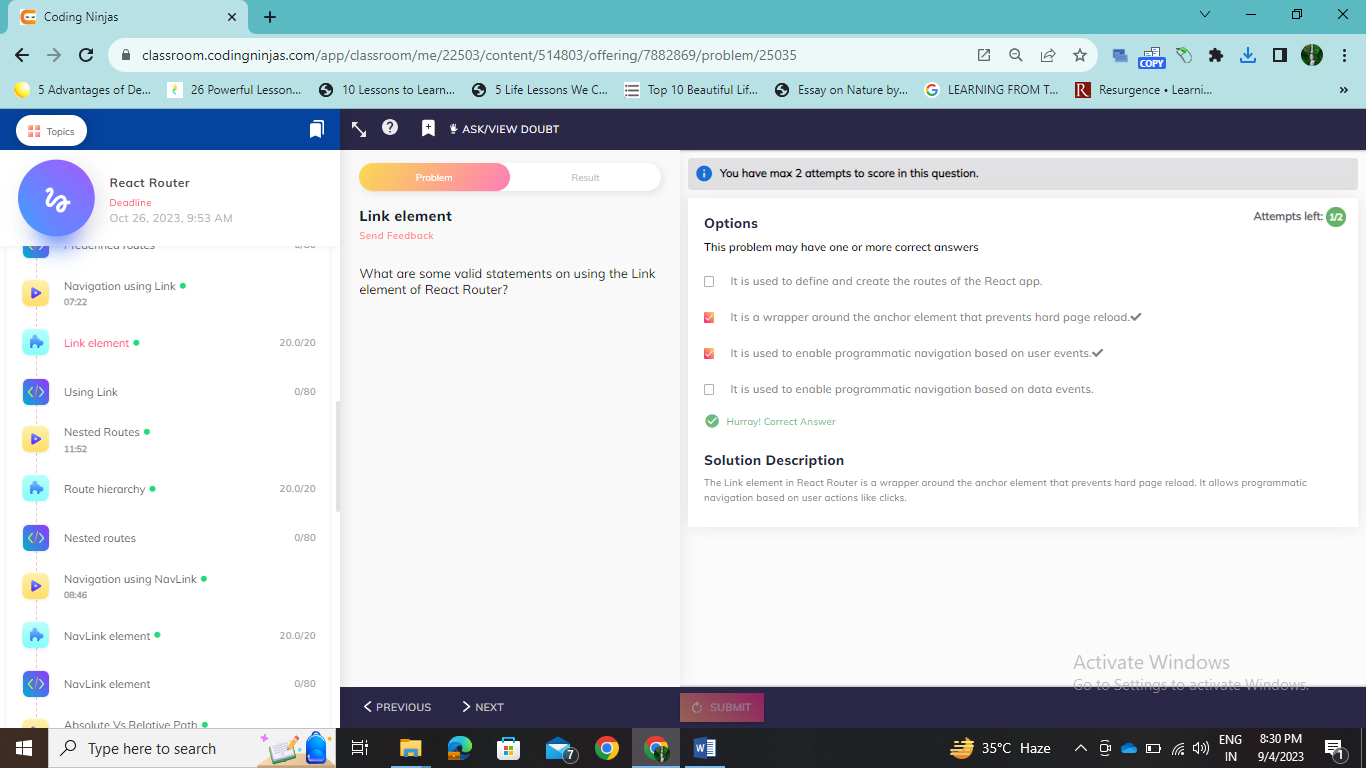 Coding Ninjas
classroom.codingninjas.com/app/classroom/me/22503/content/514803/offering/7882869/problem/25035
COPY
5 Advantages of De...
26 Powerful Lesson...
10 Lessons to Learn...
5 Life Lessons We C...
Top 10 Beautiful Lif...
Essay on Nature by...
LEARNING FROM T...
Resurgence • Learni...
Topics
ASK/VIEW DOUBT
React Router
Deadline
Oct 26, 2023, 9:53 AM
Predefined routes
0/80
Navigation using Link
07:22
Link element
20.0/20
Using Link
0/80
Nested Routes
11:52
Route hierarchy
20.0/20
Nested routes
0/80
Navigation using NavLink
08:46
NavLink element
20.0/20
NavLink element
0/80
Absolute Vs Relative Path
Problem
Result
Link element
Send Feedback
What are some valid statements on using the Link
element of React Router?
PREVIOUS
NEXT
You have max 2 attempts to score in this question.
Options
Attempts left: 1/2
This problem may have one or more correct answers
It is used to define and create the routes of the React app.
It is a wrapper around the anchor element that prevents hard page reload.
It is used to enable programmatic navigation based on user events.
It is used to enable programmatic navigation based on data events.
Hurray! Correct Answer
Solution Description
The Link element in React Router is a wrapper around the anchor element that prevents hard page reload. It allows programmatic
navigation based on user actions like clicks.
Activate Windows
Go to Settings to activate Windows.
SUBMIT
Type here to search
7
35°C Haze
ENG
IN
8:30 PM
9/4/2023
1